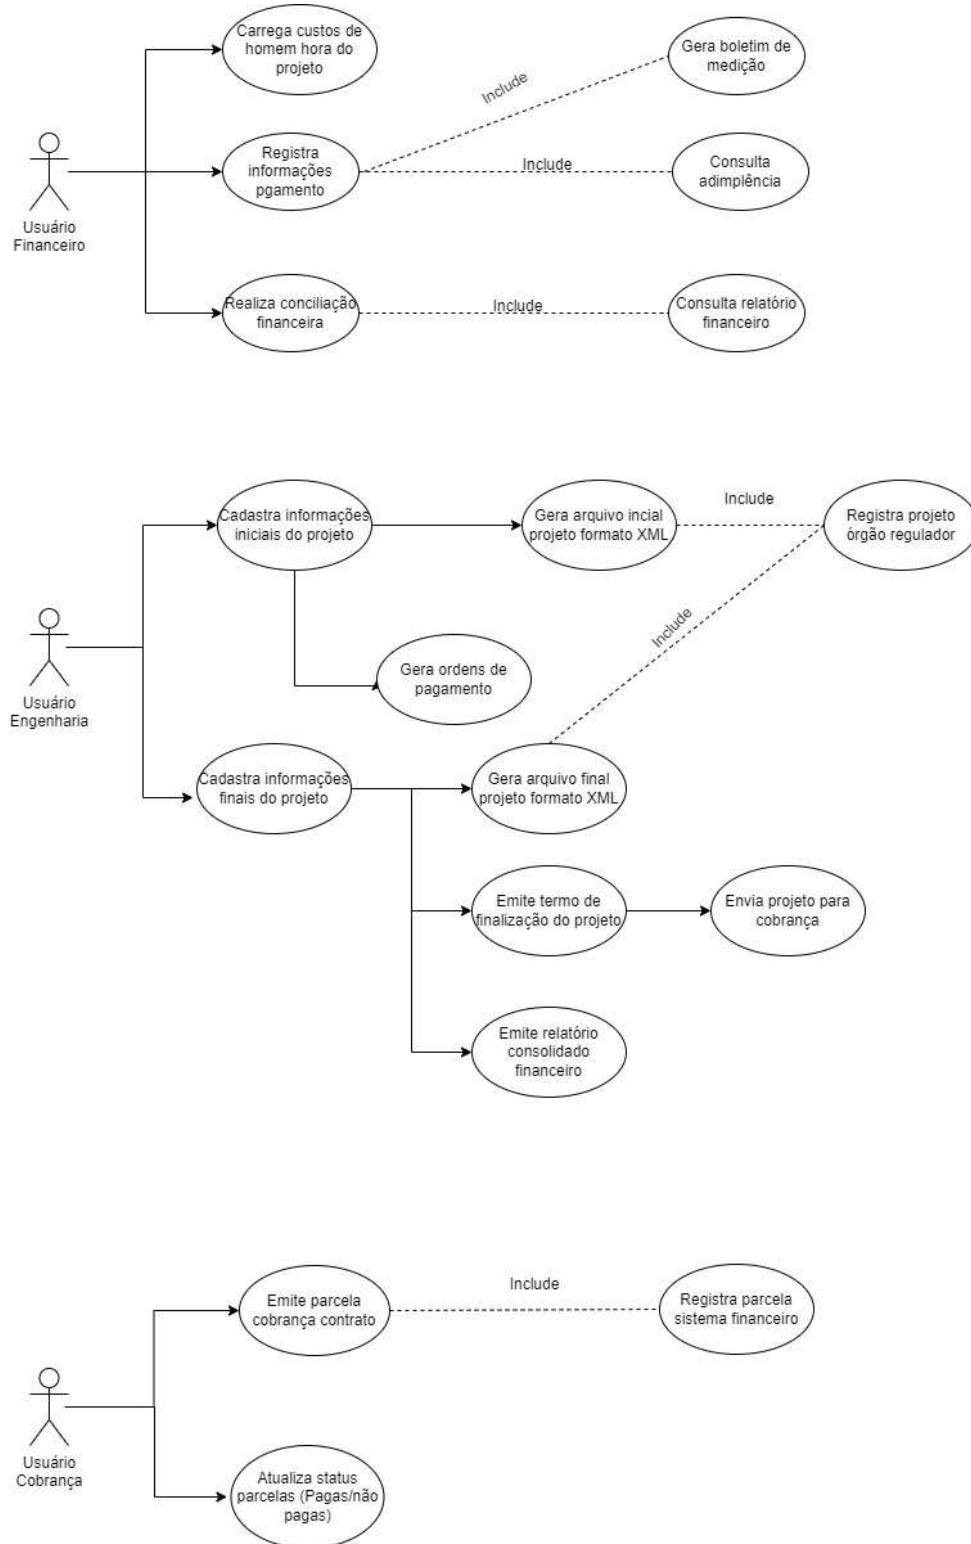 Carrega custos de
homem hora do
projeto
Gera boletim de
medição
Include
Registra
informações
pgamento
Include
Consulta
adimplência
Usuário
Financeiro
Realiza conciliação
financeira
Include
Consulta relatório
financeiro
Cadastra informações
iniciais do projeto
Gera arquivo incial
projeto formato XML
Include
Registra projeto
órgão regulador
Include
Gera ordens de
pagamento
Usuário
Engenharia
Cadastra informações
finais do projeto
Gera arquivo final
projeto formato XML
Emite termo de
finalização do projeto
Envia projeto para
cobrança
Emite relatório
consolidado
financeiro
Emite parcela
cobrança contrato
Include
Registra parcela
sistema financeiro
Usuário
Cobrança
Atualiza status
parcelas (Pagas/não
pagas)